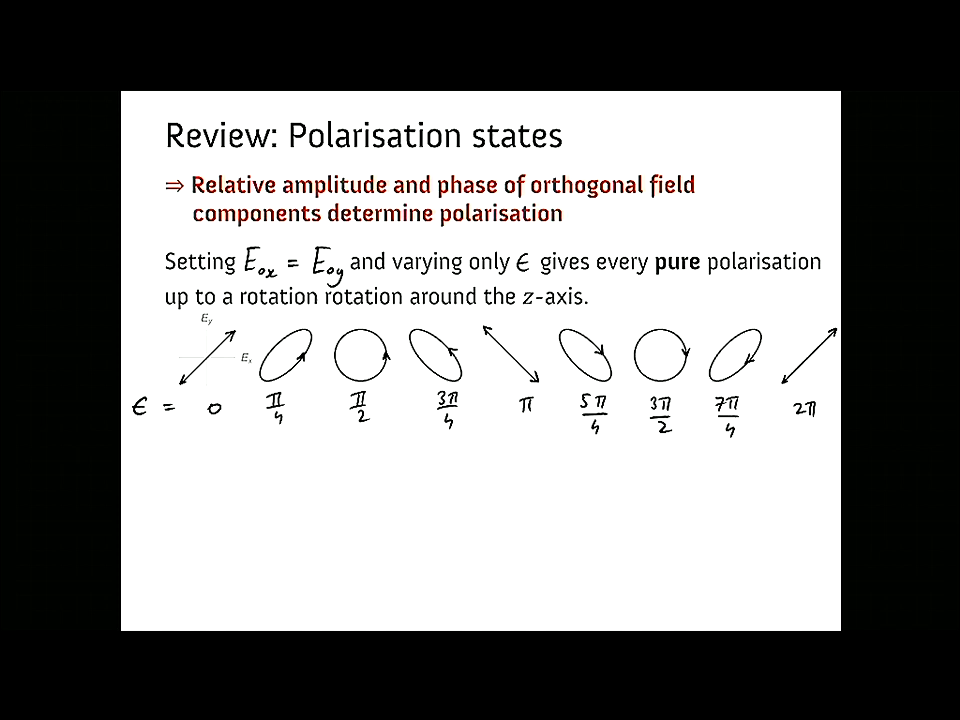 Review: Polarisation states
⇒ Relative amplitude and phase of orthogonal field
components determine polarisation
Setting E₀ₓ = E₀ᵧ and varying only ϵ gives every pure polarisation
up to a rotation rotation around the z-axis.
Eᵧ
Eₓ
ϵ = 0 π/4 π/2 3π/4 π 5π/4 3π/2 7π/4 2π